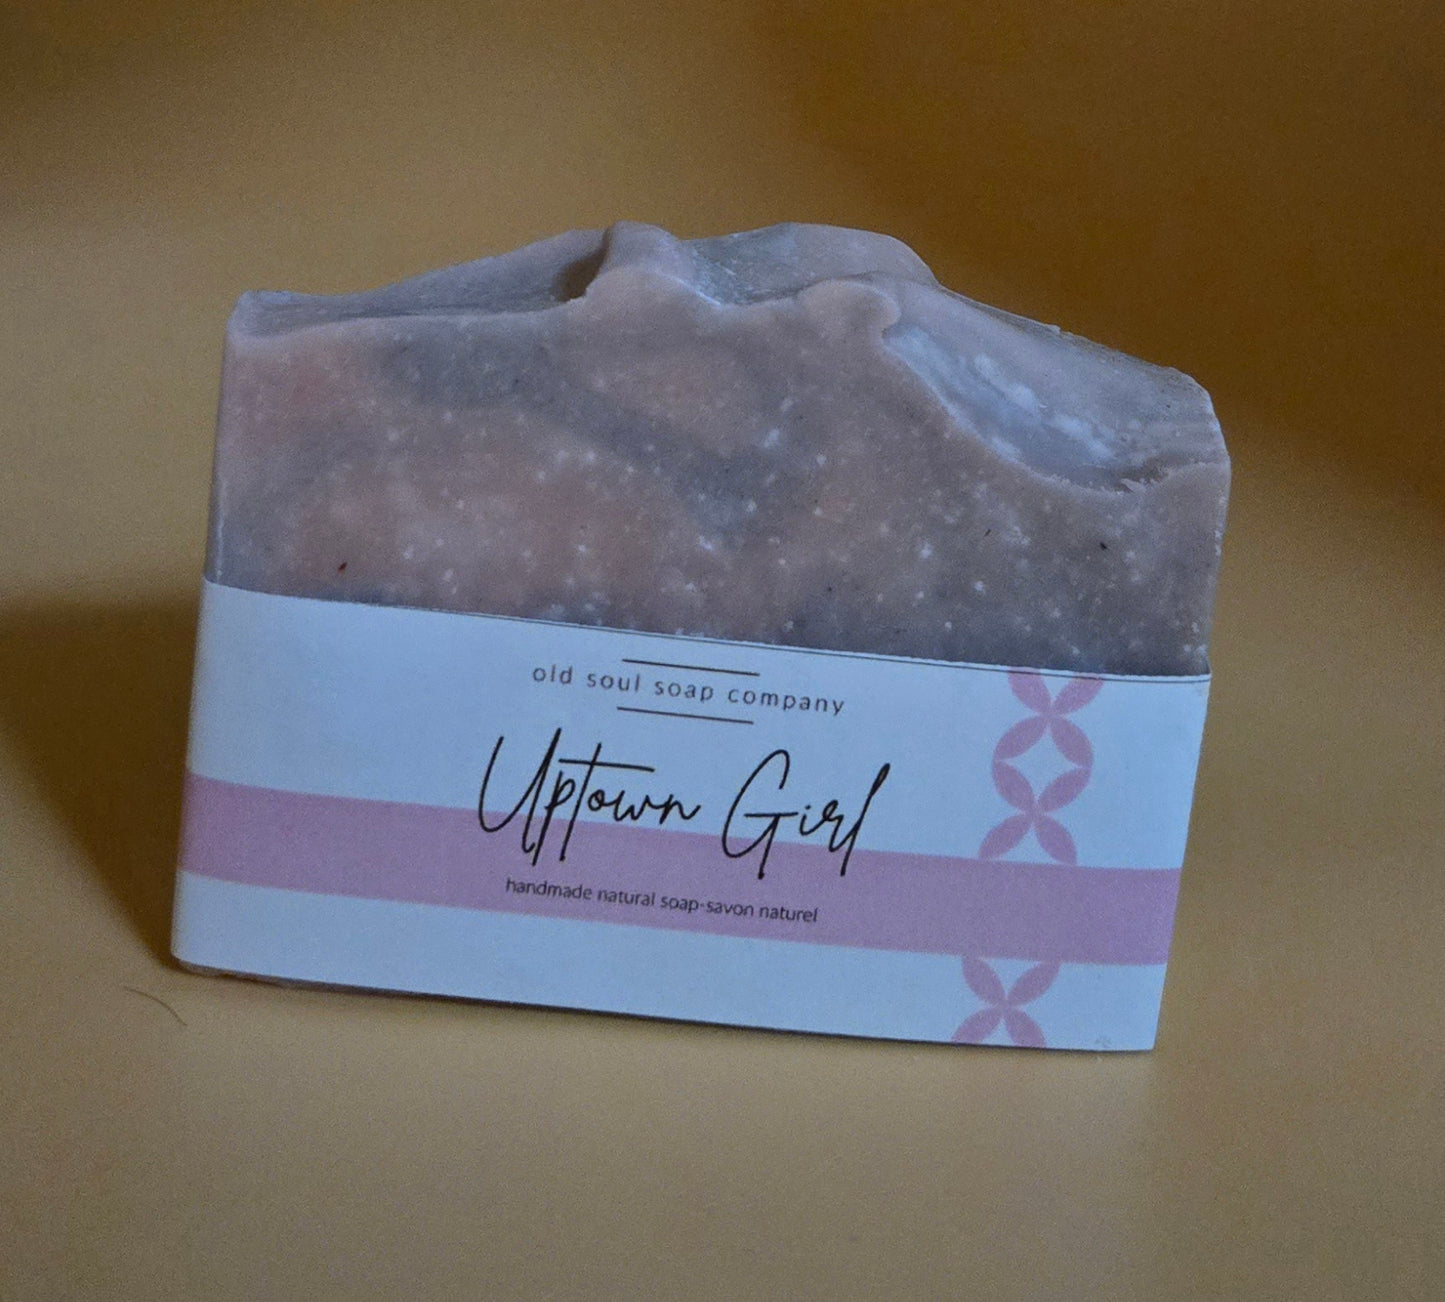 old soul soap company
Uptown Girl
handmade natural soap-savon naturel